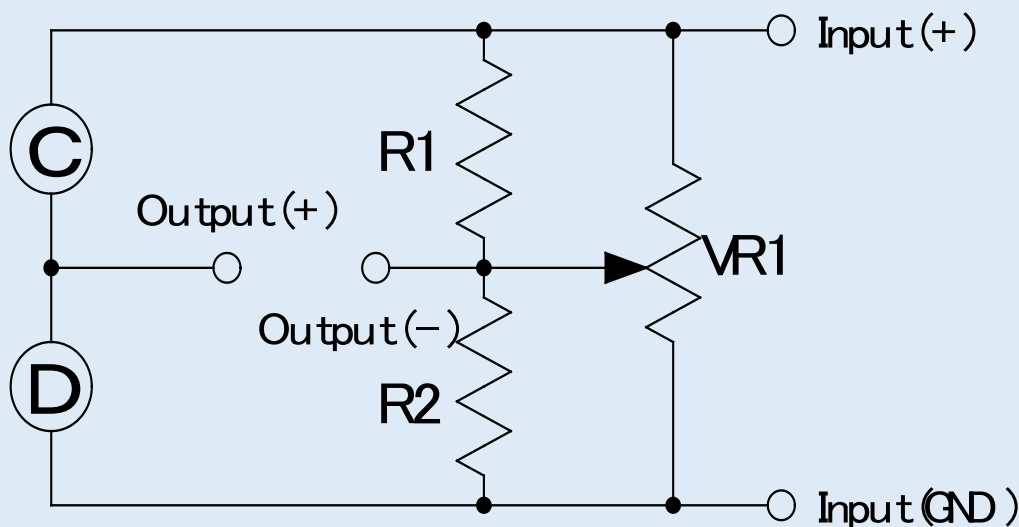 Input(+)
C
R1
Output(+)
VR1
Output(-)
D
R2
Input(GND)